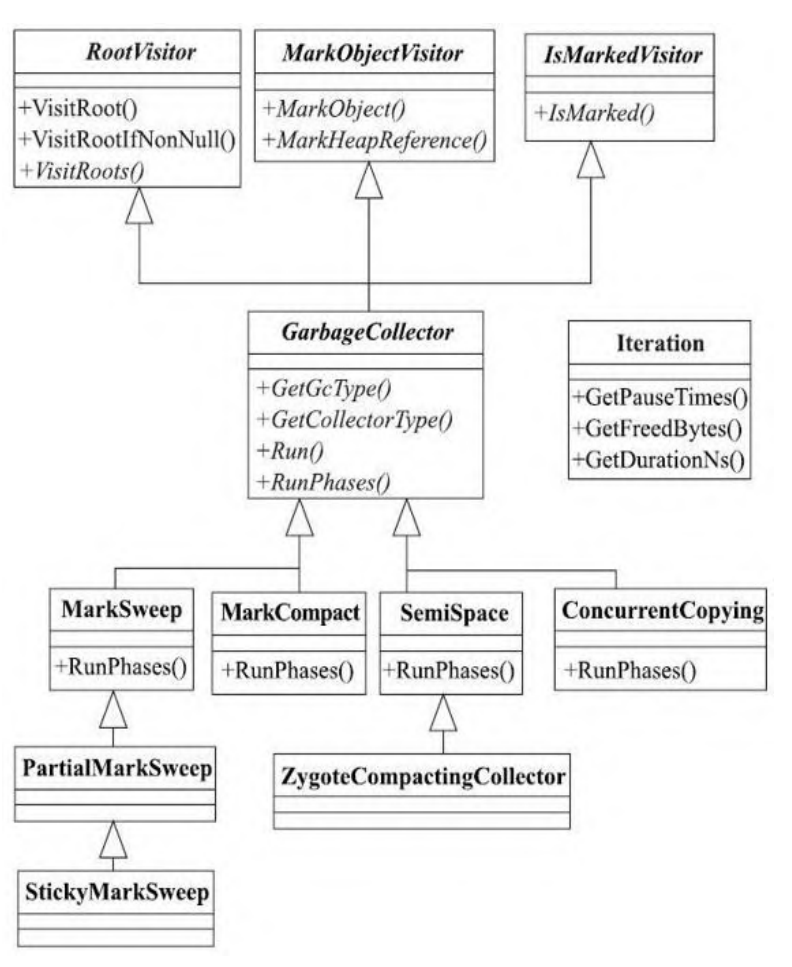 RootVisitor
+VisitRoot()
+VisitRootIfNonNull()
+VisitRoots()
MarkObjectVisitor
+MarkObject()
+MarkHeapReference()
IsMarkedVisitor
+IsMarked()
GarbageCollector
+GetGcType()
+GetCollectorType()
+Run()
+RunPhases()
Iteration
+GetPauseTimes()
+GetFreedBytes()
+GetDurationNs()
MarkSweep
+RunPhases()
MarkCompact
+RunPhases()
SemiSpace
+RunPhases()
ConcurrentCopying
+RunPhases()
PartialMarkSweep
ZygoteCompactingCollector
StickyMarkSweep